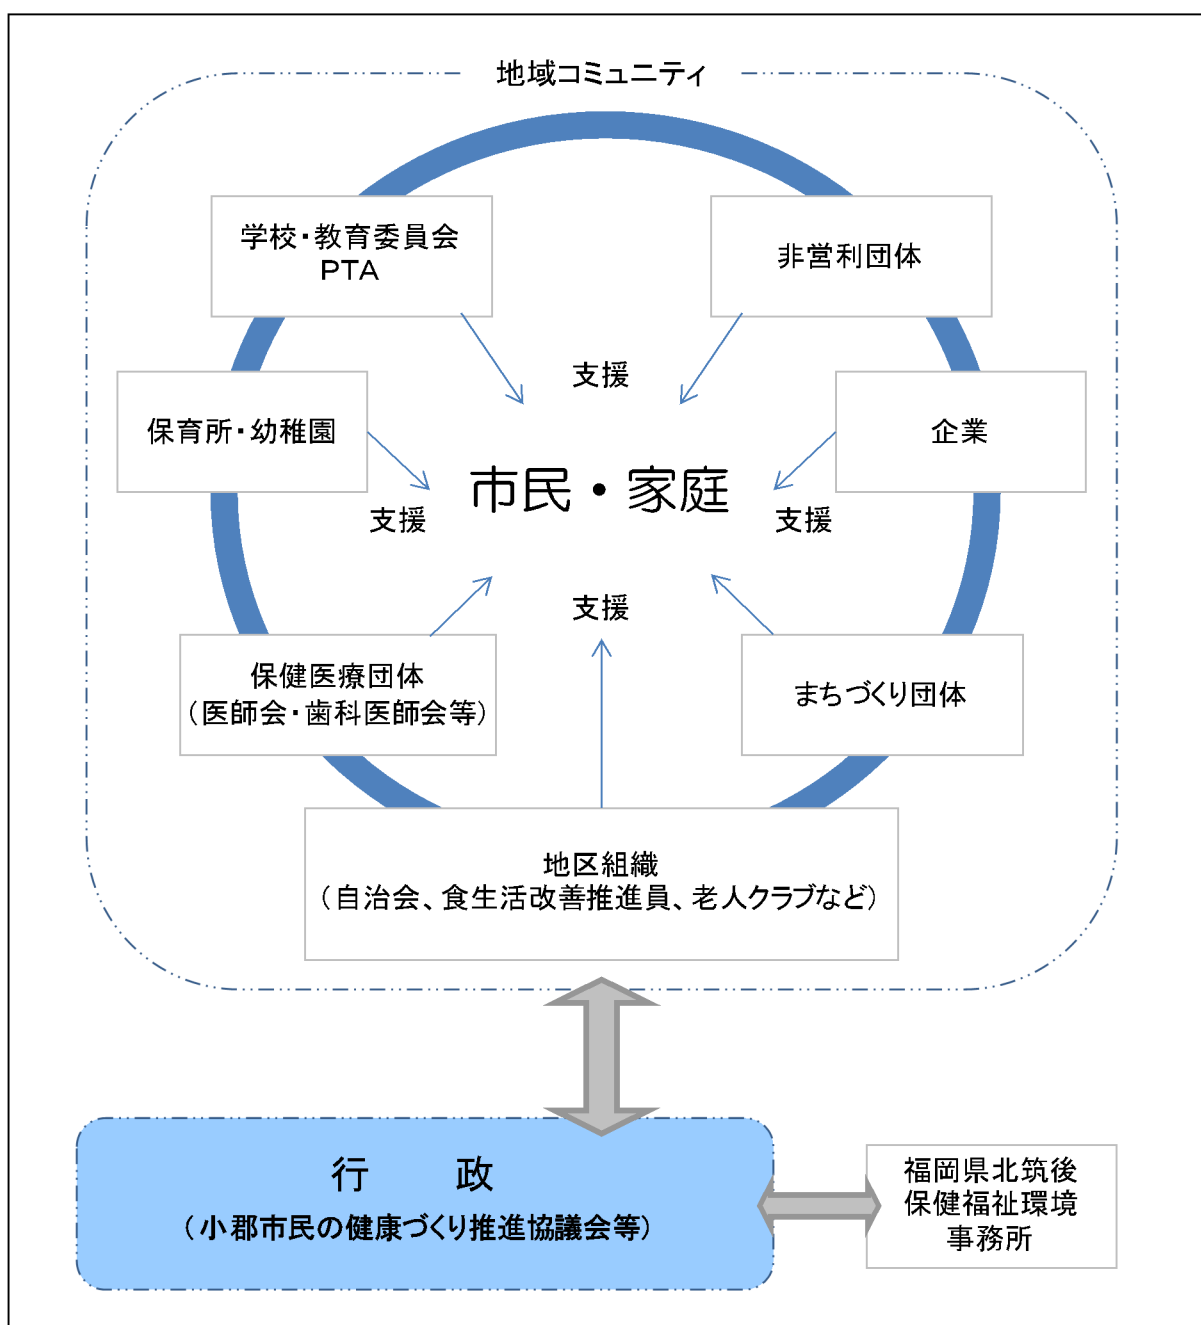 地域コミュニティ
学校・教育委員会
PTA
非営利団体
支援
保育所・幼稚園
企業
市民・家庭
支援
支援
支援
保健医療団体
（医師会・歯科医師会等）
まちづくり団体
地区組織
（自治会、食生活改善推進員、老人クラブなど）
行　　政
（小郡市民の健康づくり推進協議会等）
福岡県北筑後
保健福祉環境
事務所